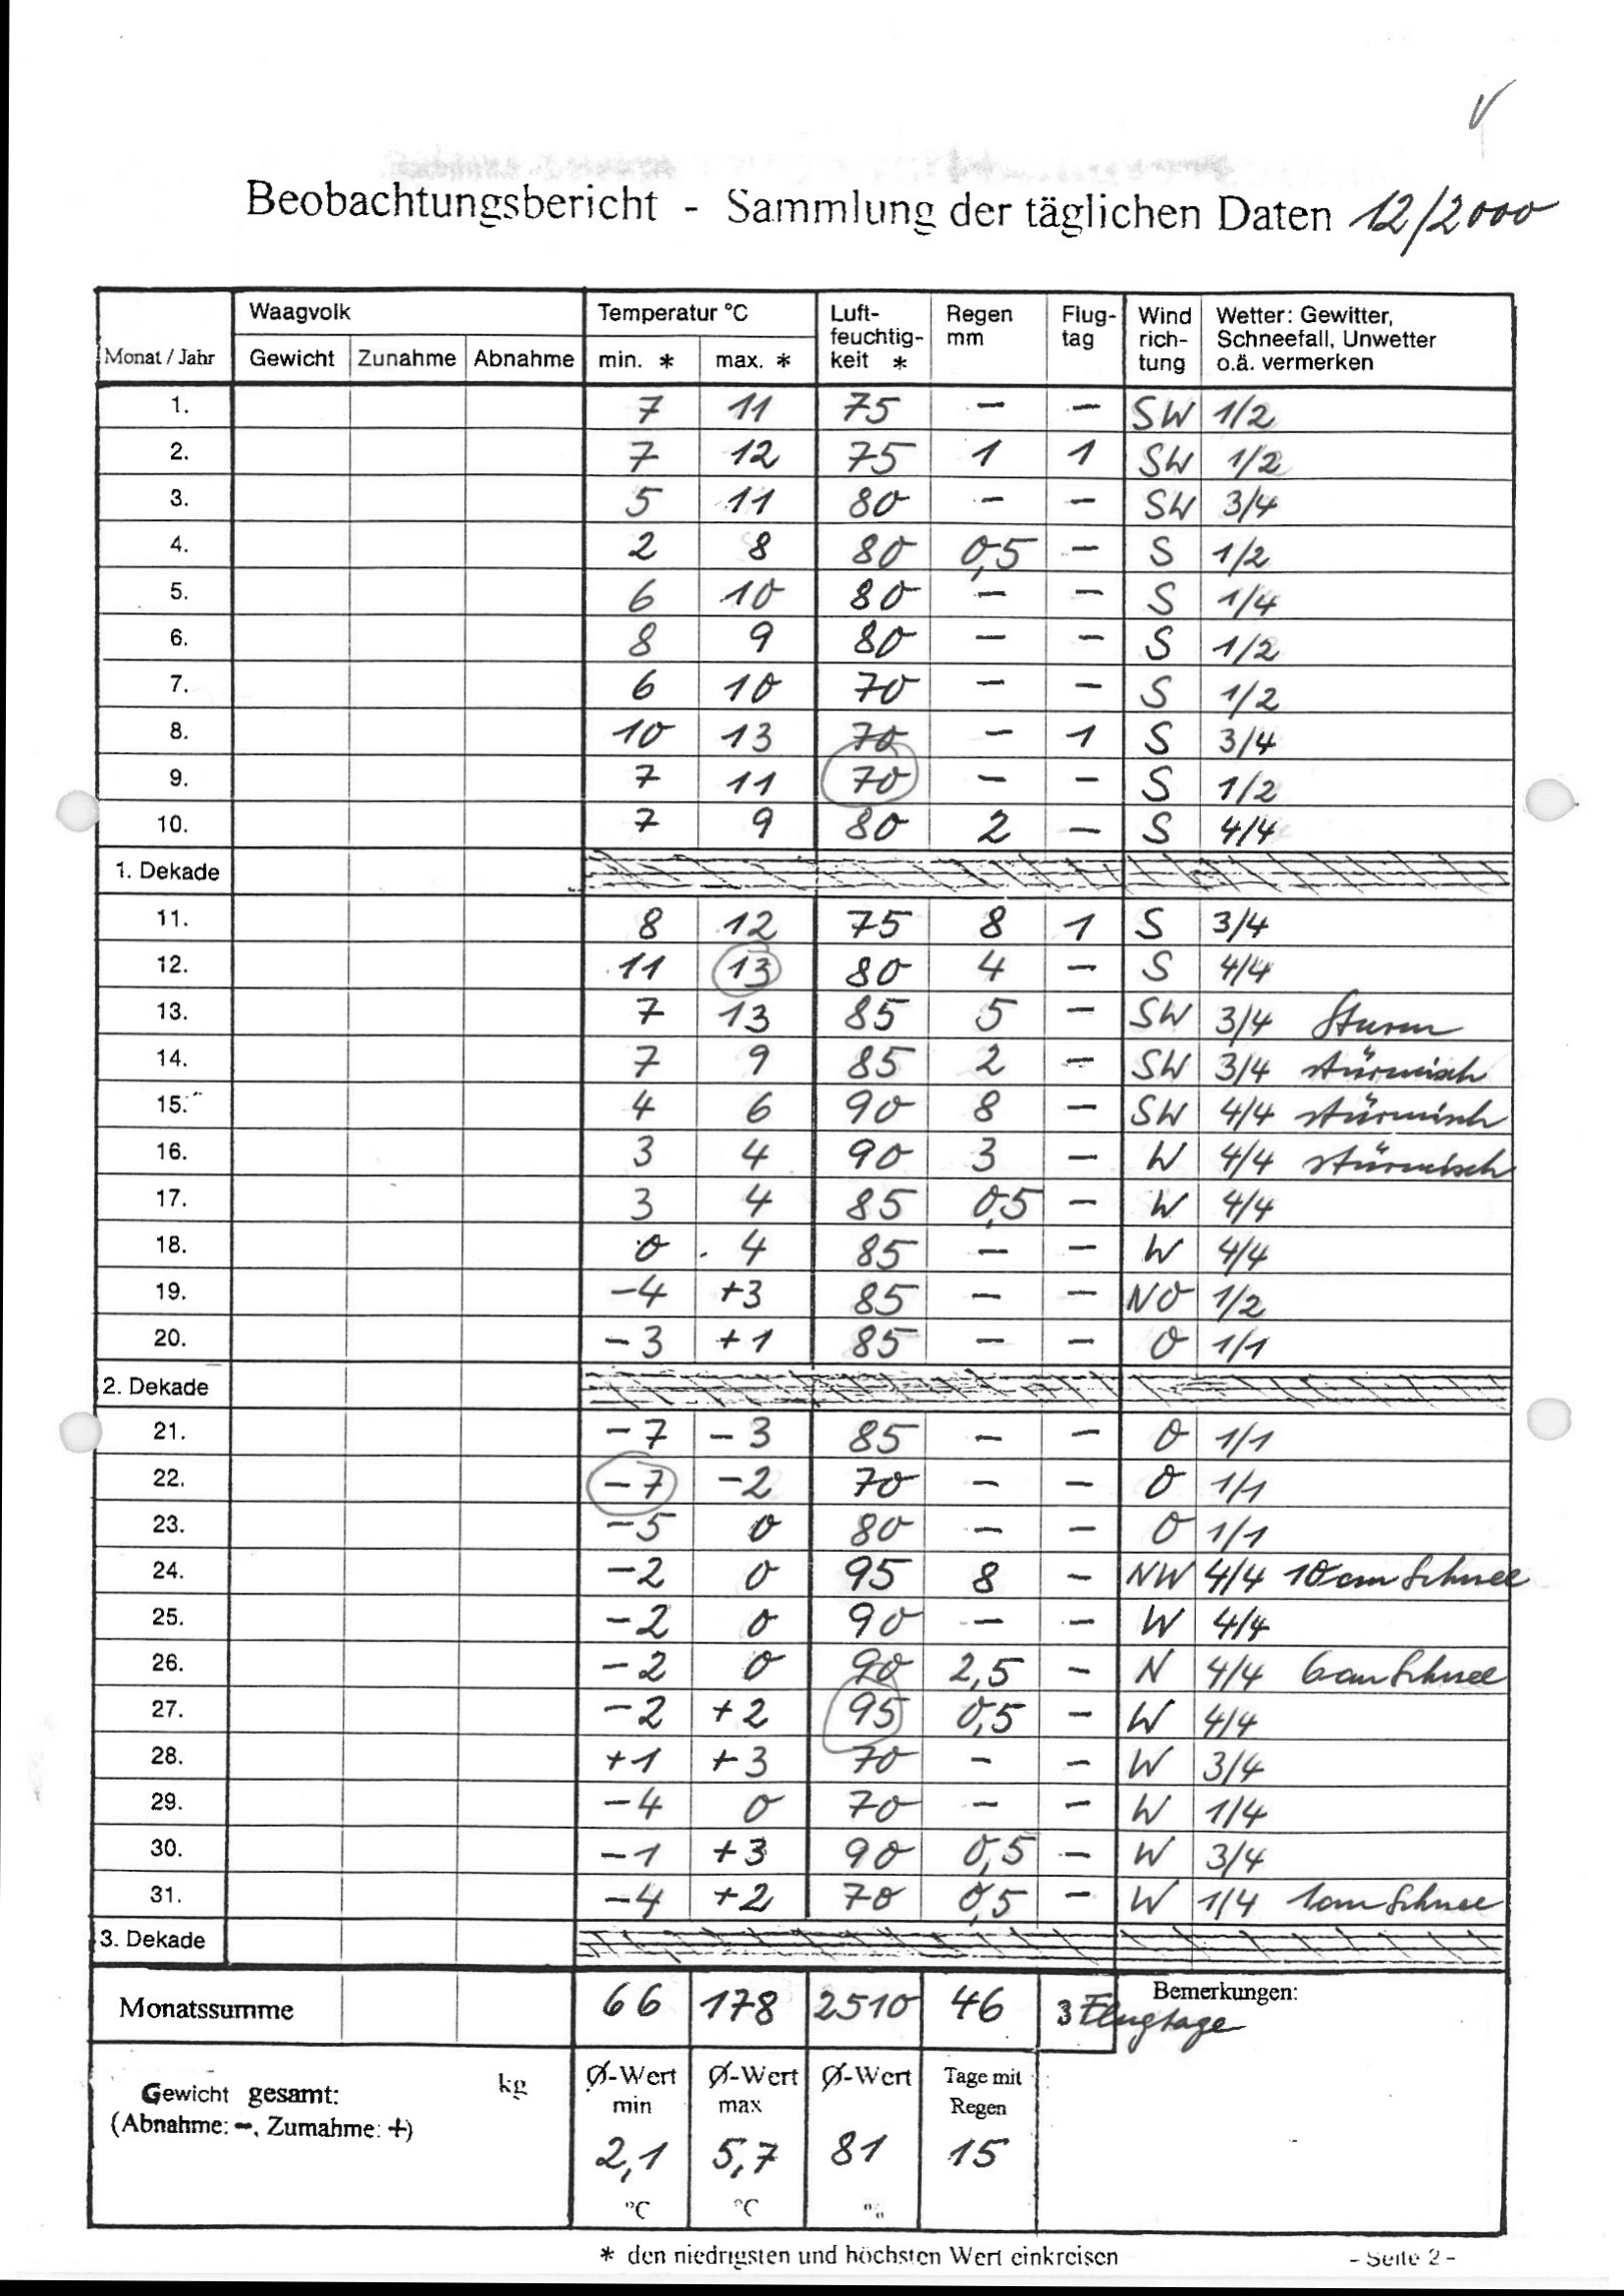 V
Beobachtungsbericht - Sammlung der täglichen Daten 12/2000
Monat / Jahr Waagvolk Temperatur °C Luft- Regen Flug- Wind Wetter: Gewitter,
feuchtig- mm tag rich- Schneefall, Unwetter
Gewicht Zunahme Abnahme min. * max. * keit * tung o.ä. vermerken
1. 7 11 75 – – SW 1/2
2. 7 12 75 1 1 SW 1/2
3. 5 11 80 – – SW 3/4
4. 2 8 80 0,5 – S 1/2
5. 6 10 80 – – S 1/4
6. 8 9 80 – – S 1/2
7. 6 10 70 – – S 1/2
8. 10 13 70 – 1 S 3/4
9. 7 11 70 – – S 1/2
10. 7 9 80 2 – S 4/4
1. Dekade
11. 8 12 75 8 1 S 3/4
12. 11 13 80 4 – S 4/4
13. 7 13 85 5 – SW 3/4 Sturm
14. 7 9 85 2 – SW 3/4 stürmisch
15. 4 6 90 8 – SW 4/4 stürmisch
16. 3 4 90 3 – W 4/4 stürmisch
17. 3 4 85 0,5 – W 4/4
18. 0 4 85 – – W 4/4
19. -4 +3 85 – – NO 1/2
20. -3 +1 85 – – O 1/1
2. Dekade
21. -7 -3 85 – – O 1/1
22. -7 -2 70 – – O 1/1
23. -5 0 80 – – O 1/1
24. -2 0 95 8 – NW 4/4 10 cm Schnee
25. -2 0 90 – – W 4/4
26. -2 0 90 2,5 – N 4/4 6 cm Schnee
27. -2 +2 95 0,5 – W 4/4
28. +1 +3 70 – – W 3/4
29. -4 0 70 – – W 1/4
30. -1 +3 90 0,5 – W 3/4
31. -4 +2 70 0,5 – W 1/4 1 cm Schnee
3. Dekade
Monatssumme 66 178 2510 46 3 Flugtage Bemerkungen:
Gewicht gesamt: kg Ø-Wert Ø-Wert Ø-Wert Tage mit
(Abnahme: -, Zumahme: +) min max Regen
2,1 5,7 81 15
°C °C %
* den niedrigsten und höchsten Wert einkreisen
- Seite 2 -